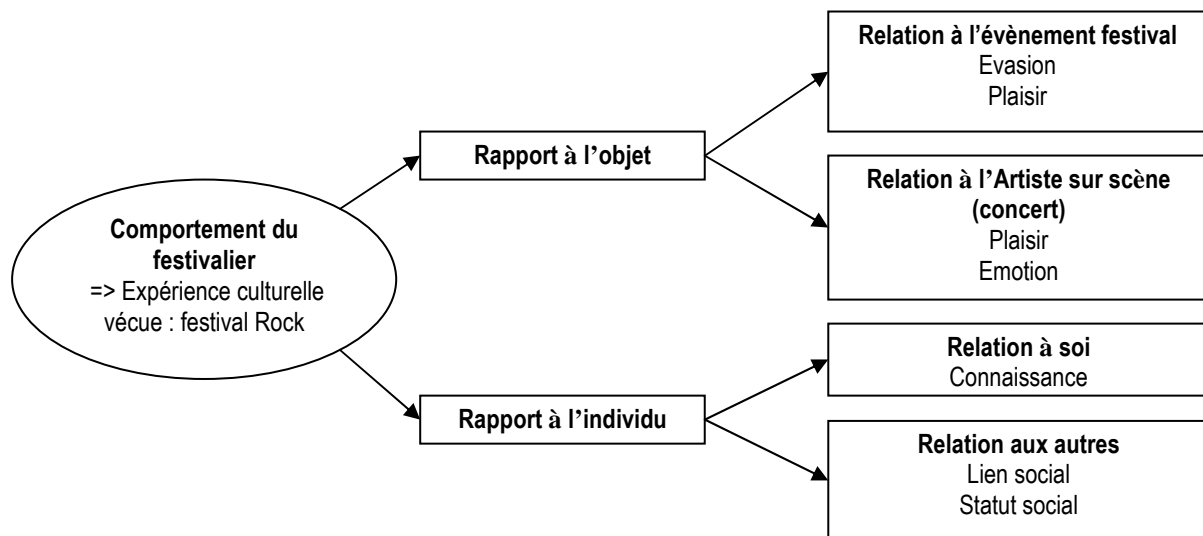 Comportement du
festivalier
=> Expérience culturelle
vécue : festival Rock
Rapport à l’objet
Relation à l’évènement festival
Evasion
Plaisir
Relation à l’Artiste sur scène
(concert)
Plaisir
Emotion
Rapport à l’individu
Relation à soi
Connaissance
Relation aux autres
Lien social
Statut social